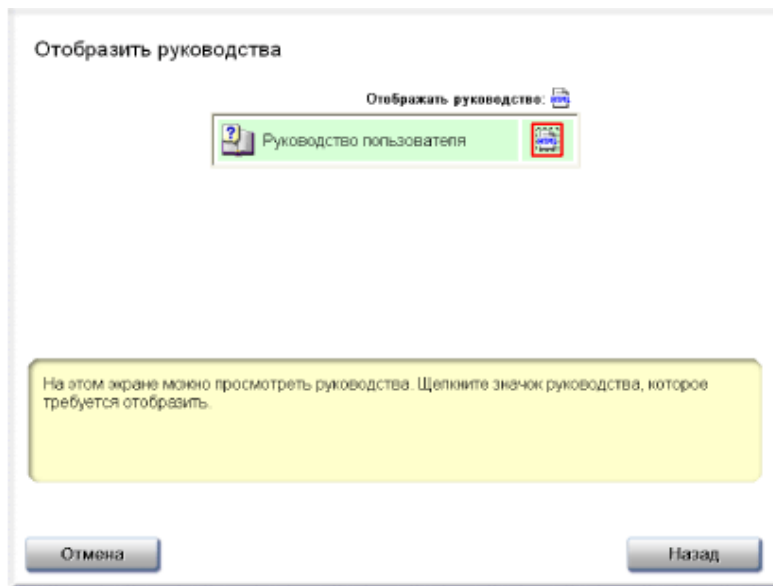 Отобразить руководства
Отображать руководство:
Руководство пользователя
На этом экране можно просмотреть руководства. Щелкните значок руководства, которое
требуется отобразить.
Отмена
Назад